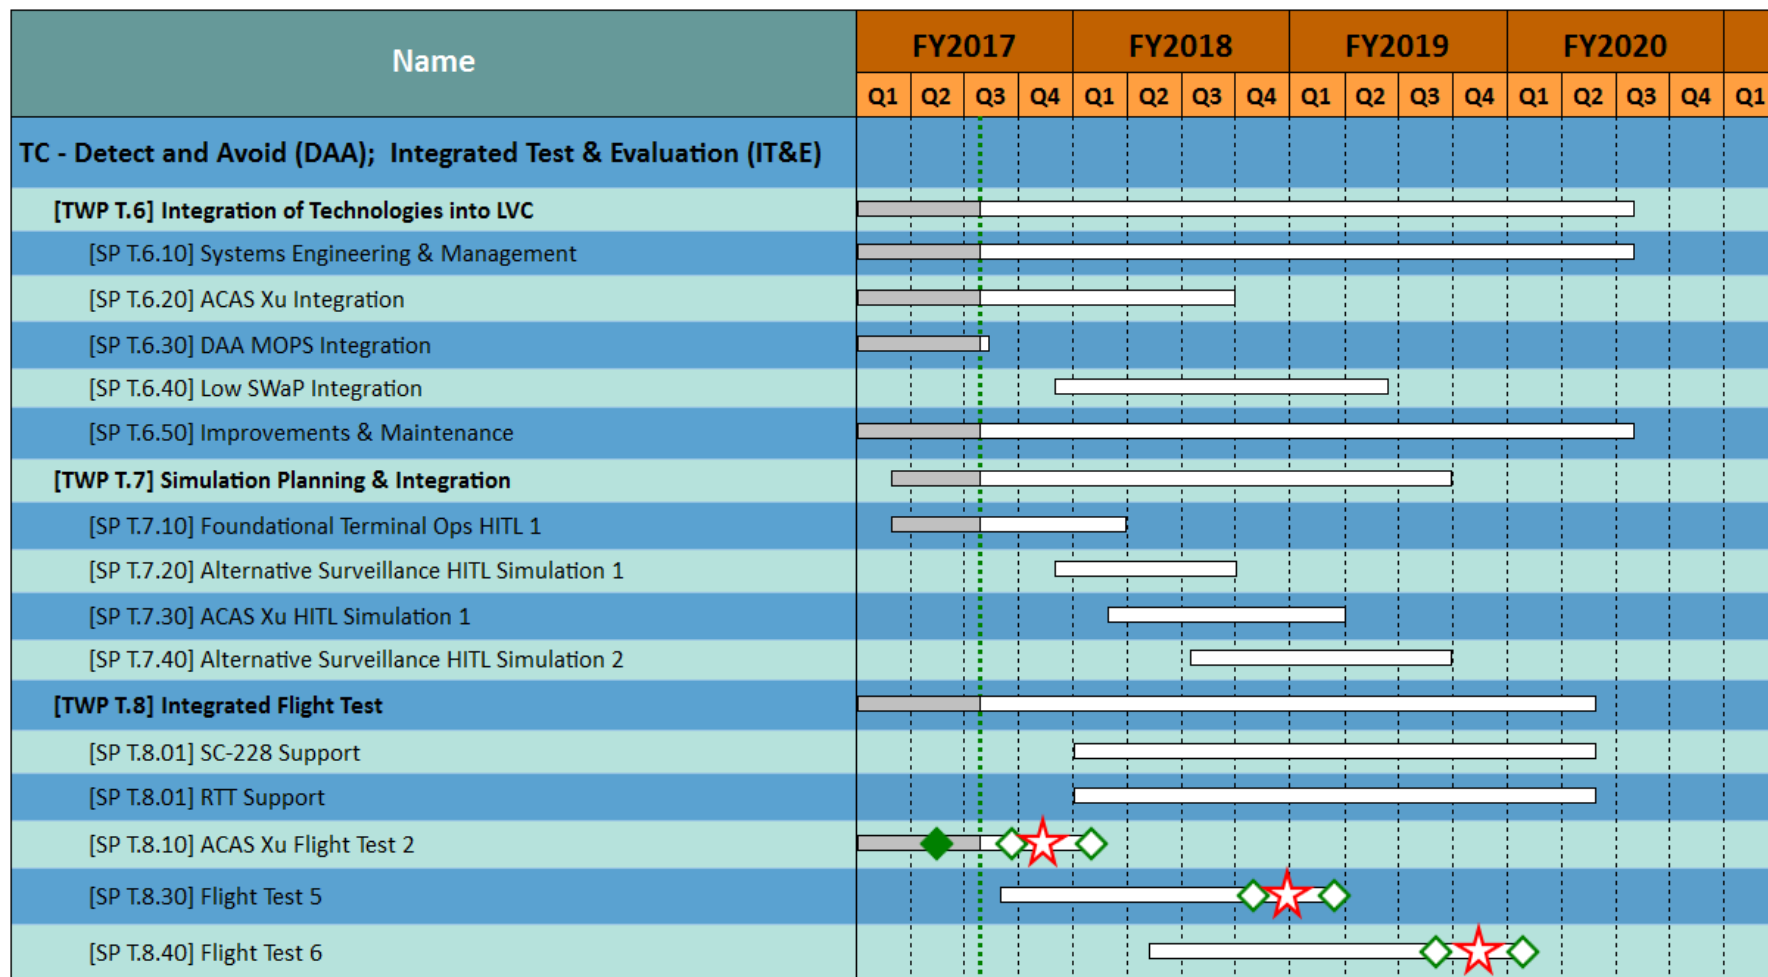 Name
FY2017 FY2018 FY2019 FY2020
Q1 Q2 Q3 Q4 Q1 Q2 Q3 Q4 Q1 Q2 Q3 Q4 Q1 Q2 Q3 Q4 Q1
TC - Detect and Avoid (DAA);  Integrated Test & Evaluation (IT&E)
[TWP T.6] Integration of Technologies into LVC
[SP T.6.10] Systems Engineering & Management
[SP T.6.20] ACAS Xu Integration
[SP T.6.30] DAA MOPS Integration
[SP T.6.40] Low SWaP Integration
[SP T.6.50] Improvements & Maintenance
[TWP T.7] Simulation Planning & Integration
[SP T.7.10] Foundational Terminal Ops HITL 1
[SP T.7.20] Alternative Surveillance HITL Simulation 1
[SP T.7.30] ACAS Xu HITL Simulation 1
[SP T.7.40] Alternative Surveillance HITL Simulation 2
[TWP T.8] Integrated Flight Test
[SP T.8.01] SC-228 Support
[SP T.8.01] RTT Support
[SP T.8.10] ACAS Xu Flight Test 2
[SP T.8.30] Flight Test 5
[SP T.8.40] Flight Test 6